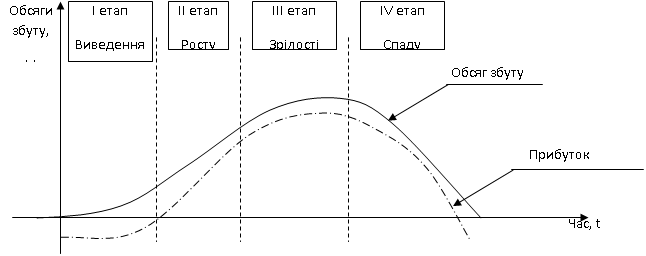 Обсяги
збуту,
І етап
Виведення
ІІ етап
Росту
ІІІ етап
Зрілості
IV етап
Спаду
Обсяг збуту
Прибуток
Час, t